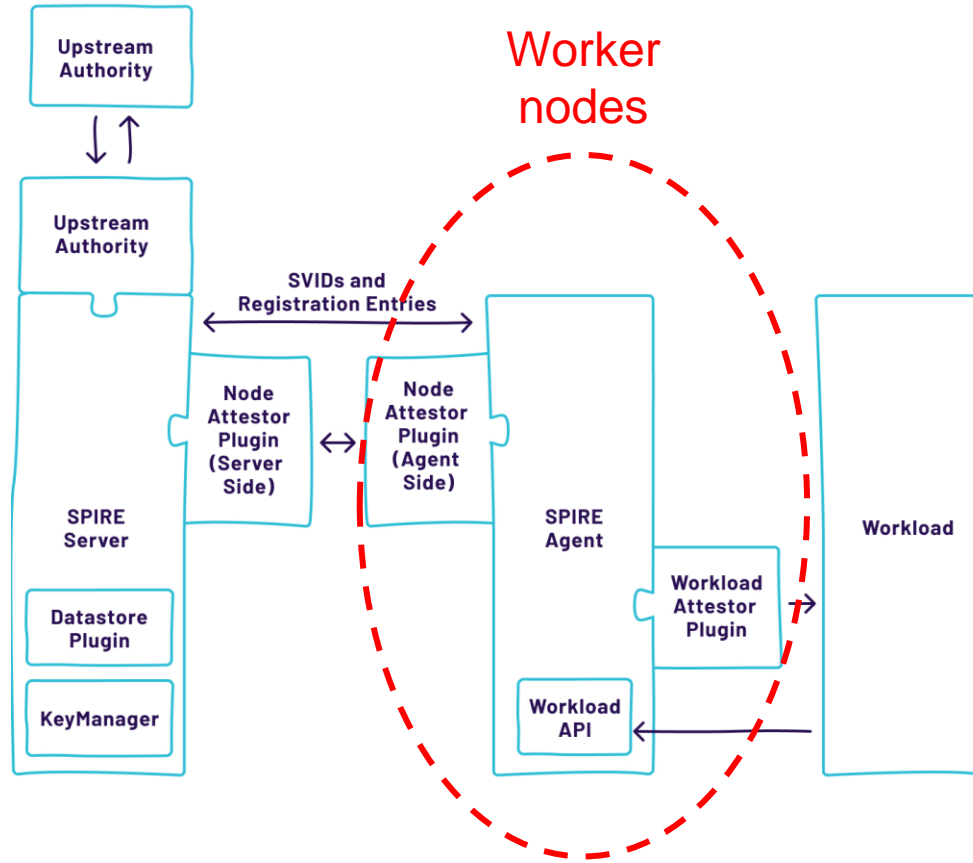 Upstream
Authority
Worker
nodes
Upstream
Authority
SVIDs and
Registration Entries
Node
Attestor
Plugin
(Server
Side)
Node
Attestor
Plugin
(Agent
Side)
SPIRE
Server
SPIRE
Agent
Workload
Workload
Attestor
Plugin
Datastore
Plugin
KeyManager
Workload
API